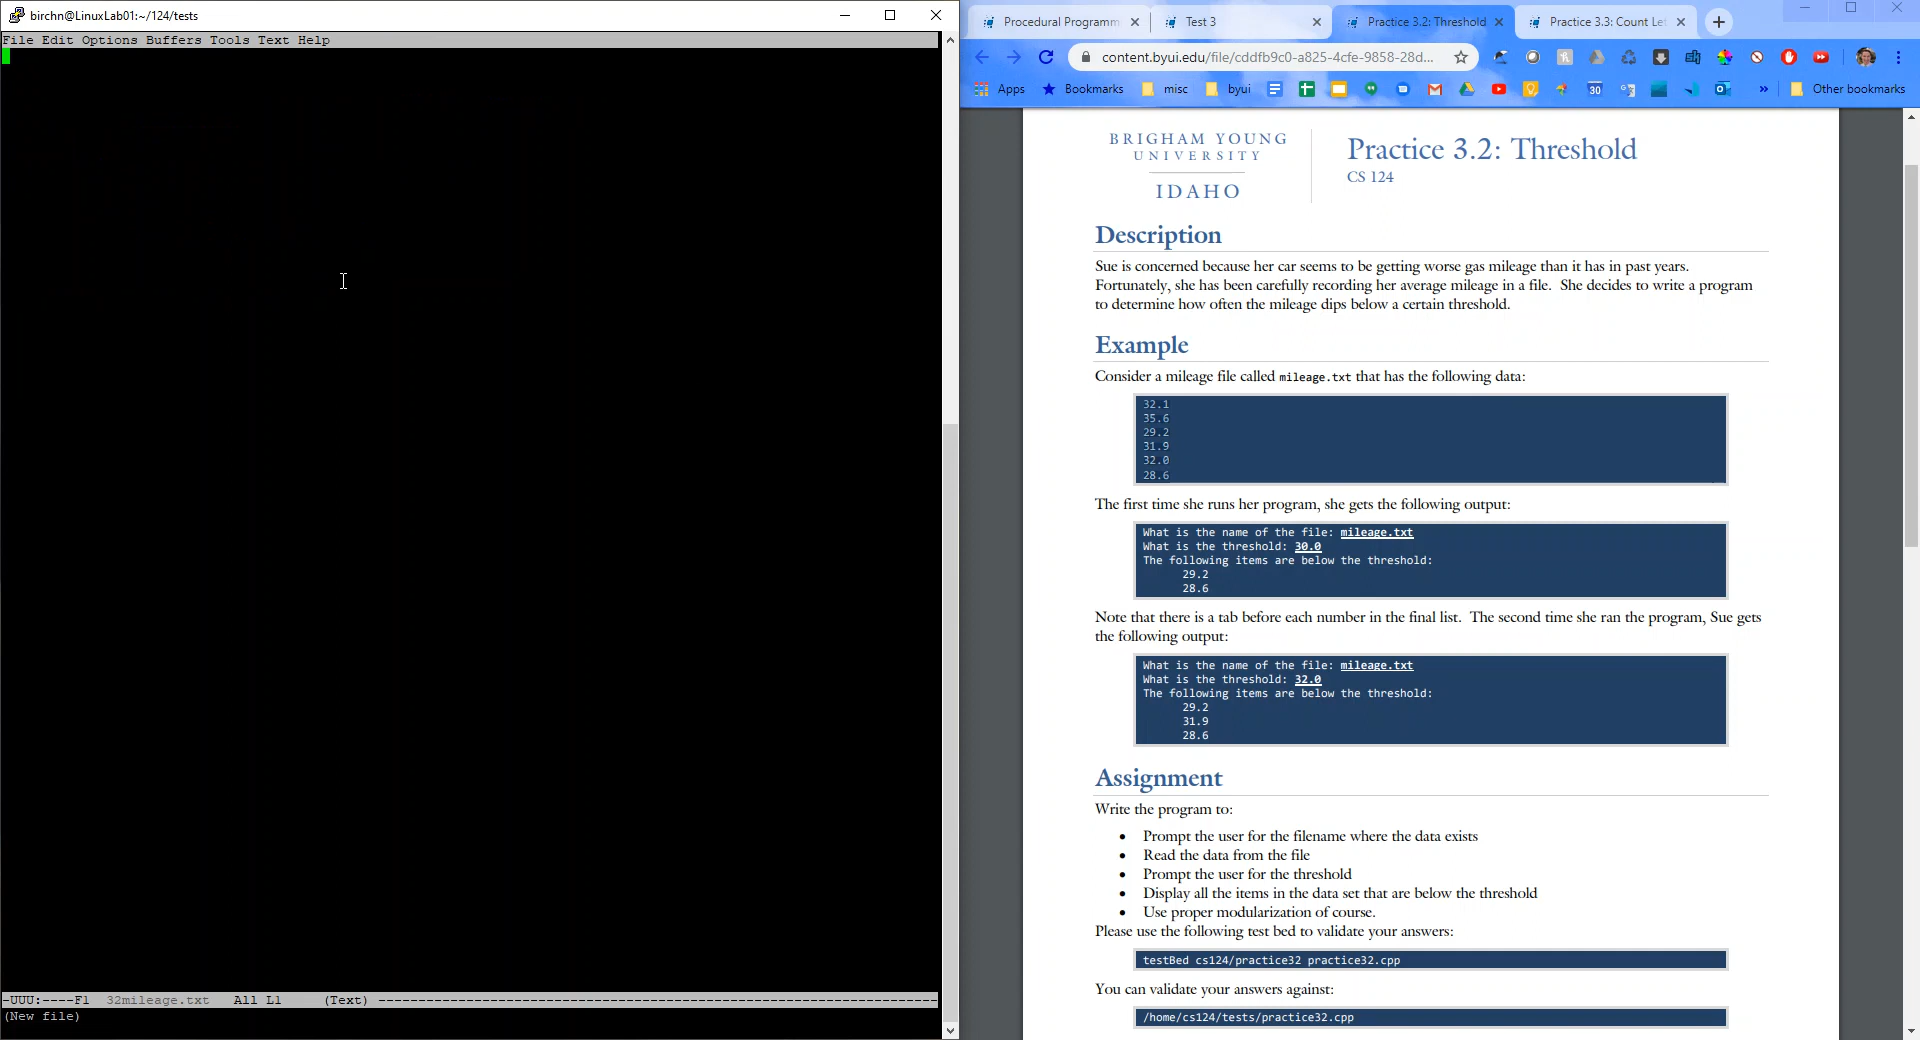 birchn@LinuxLab01:~/124/tests
File Edit Options Buffers Tools Text Help
-UUU:----F1  32mileage.txt   All L1     (Text) ----------------------------------------------------------------------
(New file)
Procedural Programm
Test 3
Practice 3.2: Threshold
Practice 3.3: Count Let
content.byui.edu/file/cddfb9c0-a825-4cfe-9858-28d...
Apps
Bookmarks
misc
byui
30
»
Other bookmarks
BRIGHAM YOUNG
UNIVERSITY
IDAHO
Practice 3.2: Threshold
CS 124
Description
Sue is concerned because her car seems to be getting worse gas mileage than it has in past years.
Fortunately, she has been carefully recording her average mileage in a file.  She decides to write a program
to determine how often the mileage dips below a certain threshold.
Example
Consider a mileage file called mileage.txt that has the following data:
32.1
35.6
29.2
31.9
32.0
28.6
The first time she runs her program, she gets the following output:
What is the name of the file: mileage.txt
What is the threshold: 30.0
The following items are below the threshold:
29.2
28.6
Note that there is a tab before each number in the final list.  The second time she ran the program, Sue gets
the following output:
What is the name of the file: mileage.txt
What is the threshold: 32.0
The following items are below the threshold:
29.2
31.9
28.6
Assignment
Write the program to:
• Prompt the user for the filename where the data exists
• Read the data from the file
• Prompt the user for the threshold
• Display all the items in the data set that are below the threshold
• Use proper modularization of course.
Please use the following test bed to validate your answers:
testBed cs124/practice32 practice32.cpp
You can validate your answers against:
/home/cs124/tests/practice32.cpp